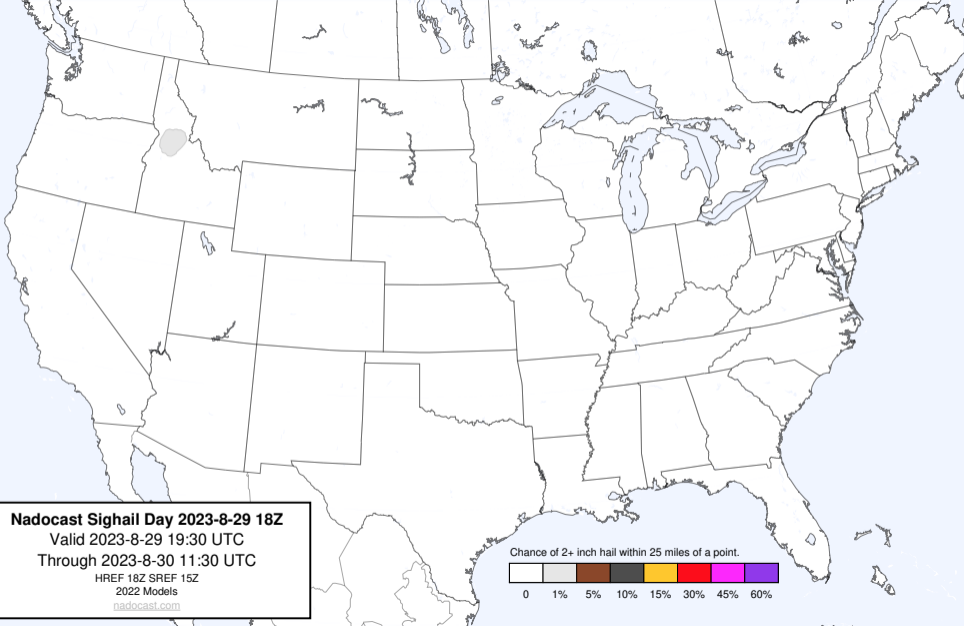 Nadocast Sighail Day 2023-8-29 18Z
Valid 2023-8-29 19:30 UTC
Through 2023-8-30 11:30 UTC
HREF 18Z SREF 15Z
2022 Models
nadocast.com
Chance of 2+ inch hail within 25 miles of a point.
0 1% 5% 10% 15% 30% 45% 60%